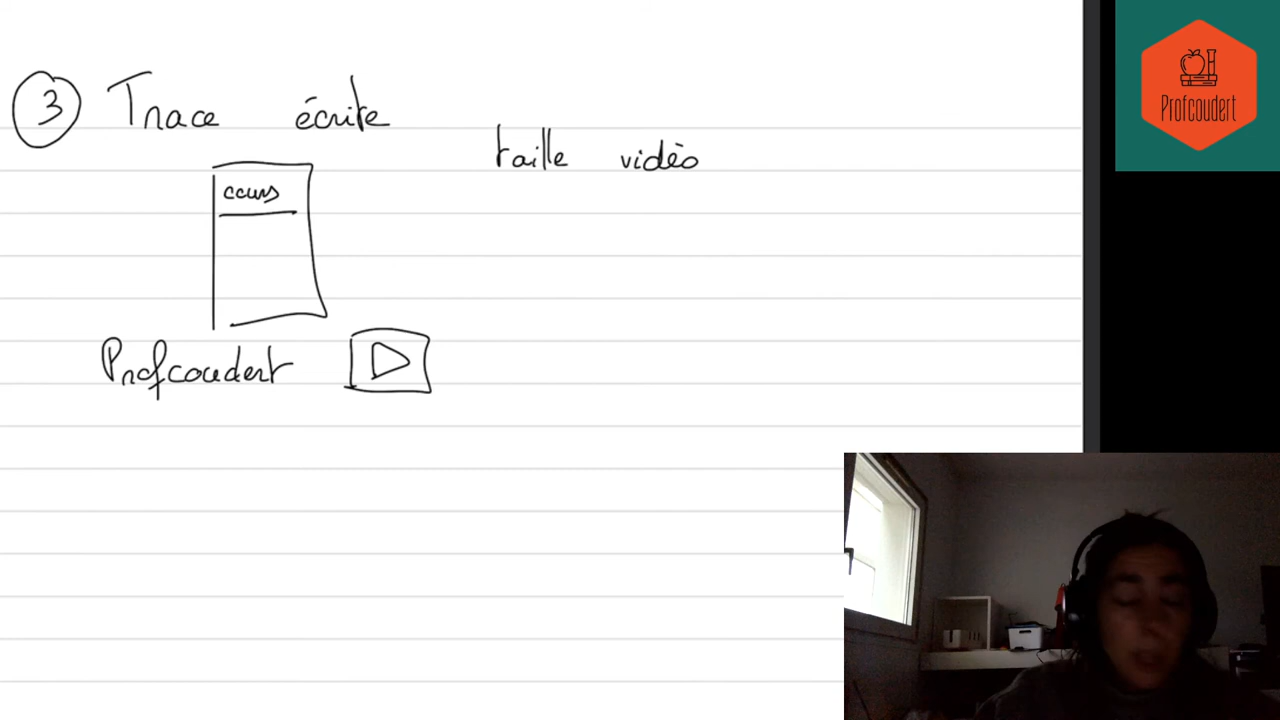 3 Trace écrite
taille vidéo
cours
Profcoudert
Profcoudert